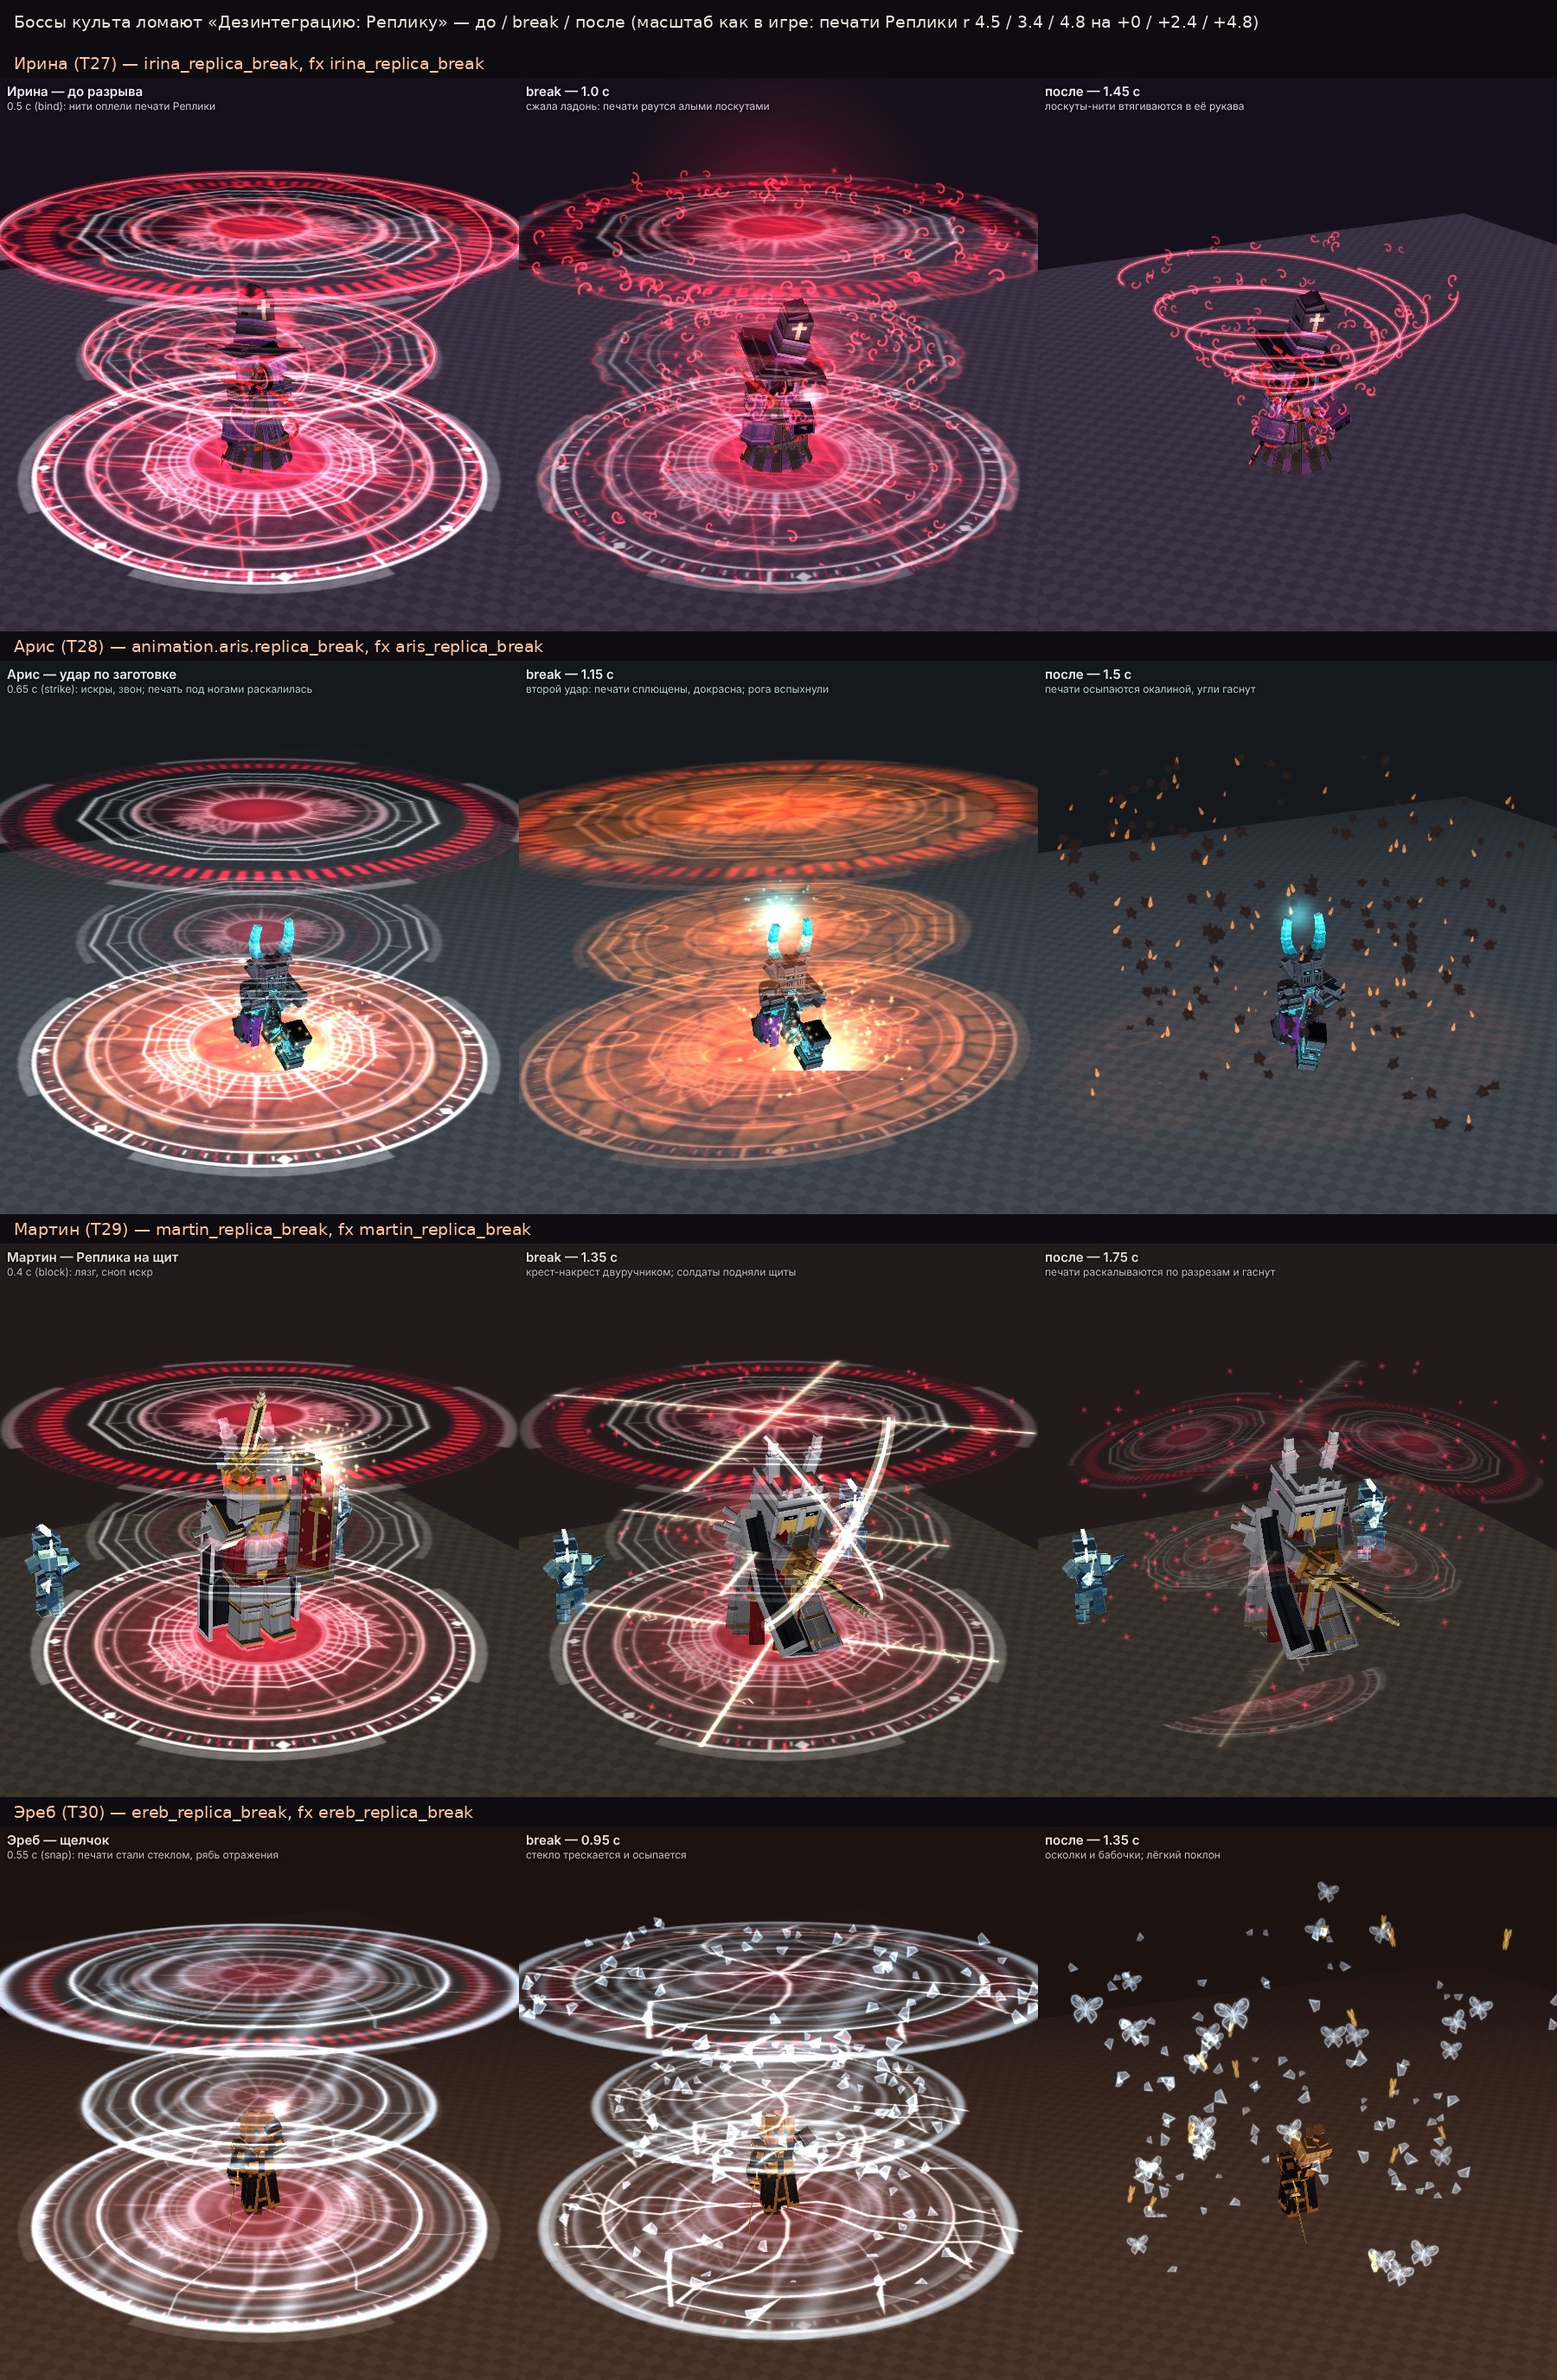 Боссы культа ломают «Дезинтеграцию: Реплику» — до / break / после (масштаб как в игре: печати Реплики r 4.5 / 3.4 / 4.8 на +0 / +2.4 / +4.8)
Ирина (T27) — irina_replica_break, fx irina_replica_break
Ирина — до разрыва
0.5 с (bind): нити оплели печати Реплики
break — 1.0 с
сжала ладонь: печати рвутся алыми лоскутами
после — 1.45 с
лоскуты-нити втягиваются в её рукава
Арис (T28) — animation.aris.replica_break, fx aris_replica_break
Арис — удар по заготовке
0.65 с (strike): искры, звон; печать под ногами раскалилась
break — 1.15 с
второй удар: печати сплющены, докрасна; рога вспыхнули
после — 1.5 с
печати осыпаются окалиной, угли гаснут
Мартин (T29) — martin_replica_break, fx martin_replica_break
Мартин — Реплика на щит
0.4 с (block): лязг, сноп искр
break — 1.35 с
крест-накрест двуручником; солдаты подняли щиты
после — 1.75 с
печати раскалываются по разрезам и гаснут
Эреб (T30) — ereb_replica_break, fx ereb_replica_break
Эреб — щелчок
0.55 с (snap): печати стали стеклом, рябь отражения
break — 0.95 с
стекло трескается и осыпается
после — 1.35 с
осколки и бабочки; лёгкий поклон